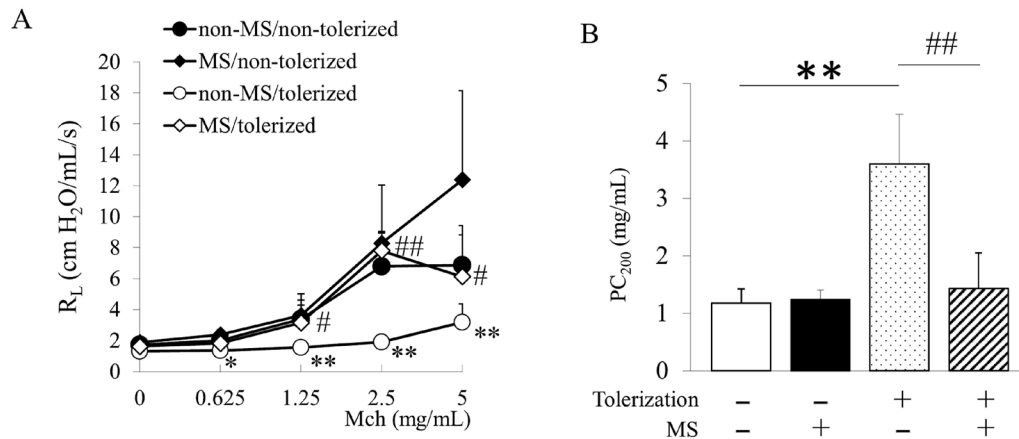 A
non-MS/non-tolerized
MS/non-tolerized
non-MS/tolerized
MS/tolerized
R_L (cm H₂O/mL/s)
20
18
16
14
12
10
8
6
4
2
0
##
#
#
*
**
**
**
0 0.625 1.25 2.5 5
Mch (mg/mL)
B
**
##
PC₂₀₀ (mg/mL)
5
4
3
2
1
0
Tolerization − − + +
MS − + − +